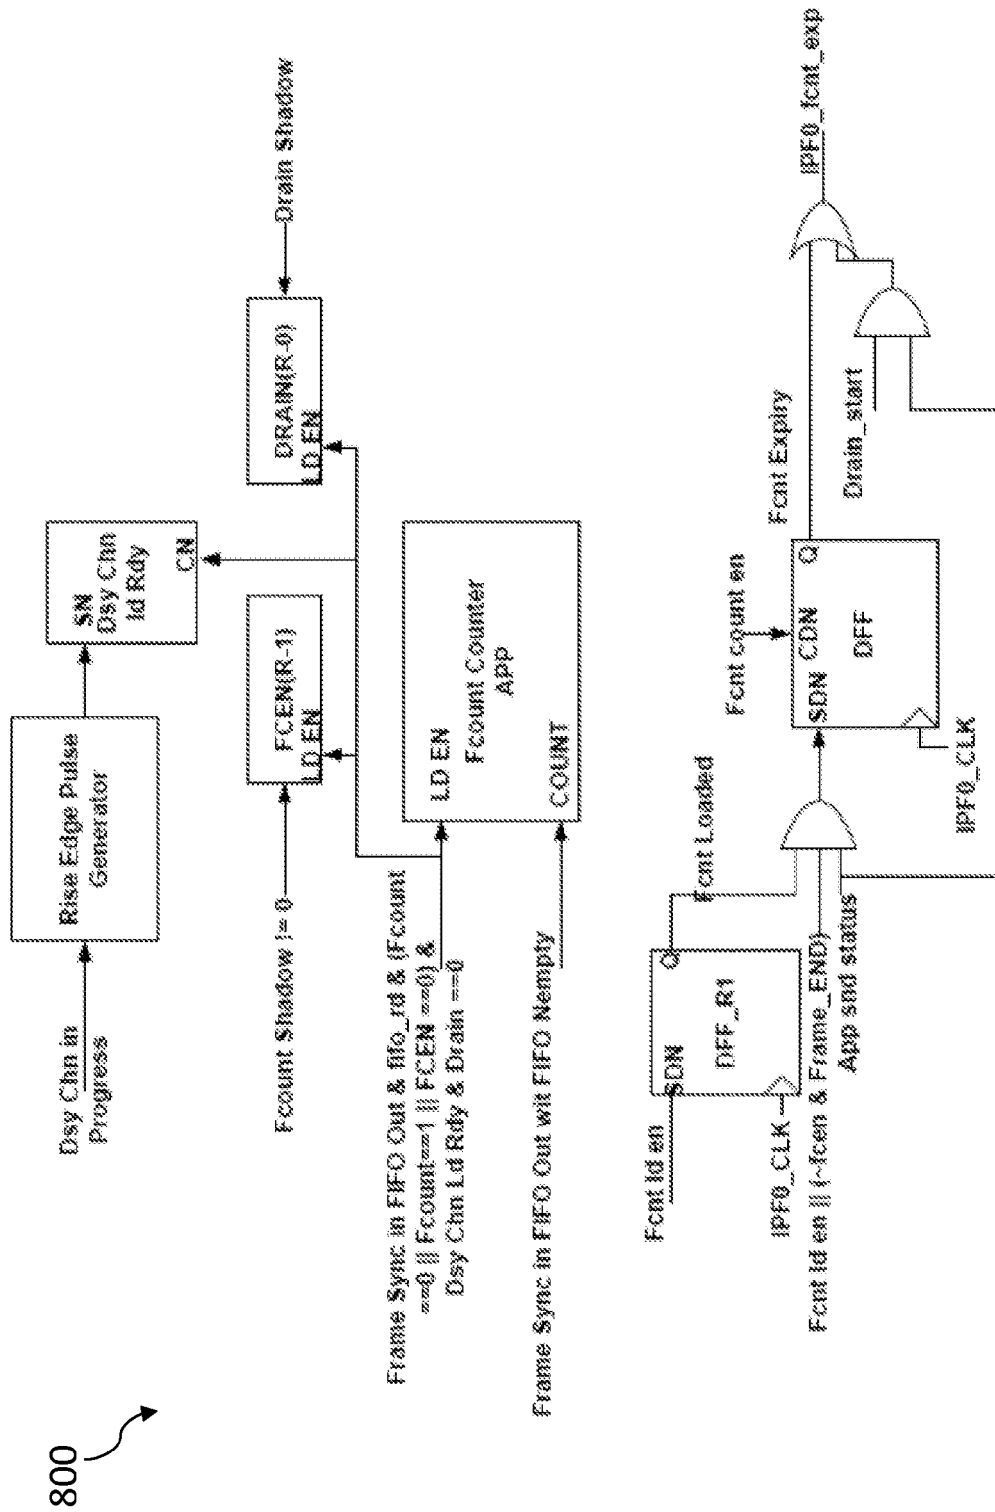 800
Dsy Chn in
Progress
Rise Edge Pulse
Generator
SN
Dsy Chn
ld Rdy
CN
Fcount Shadow != 0
FCEN(R-1)
LD EN
DRAIN(R-0)
LD EN
Drain Shadow
Frame Sync in FIFO Out & fifo_rd & (Fcount
==0 || Fcount==1 || FCEN ==0) &
Dsy Chn Ld Rdy & Drain ==0
LD EN
Fcount Counter
APP
COUNT
Frame Sync in FIFO Out wit FIFO Nempty
Fcnt ld en
SDN
Q
DFF_R1
IPF0_CLK
Fcnt Loaded
Fcnt ld en || (~fcen & Frame_END)
App snd status
Fcnt count en
SDN
CDN
Q
DFF
IPF0_CLK
Fcnt Expiry
Drain_start
IPF0_fcnt_exp